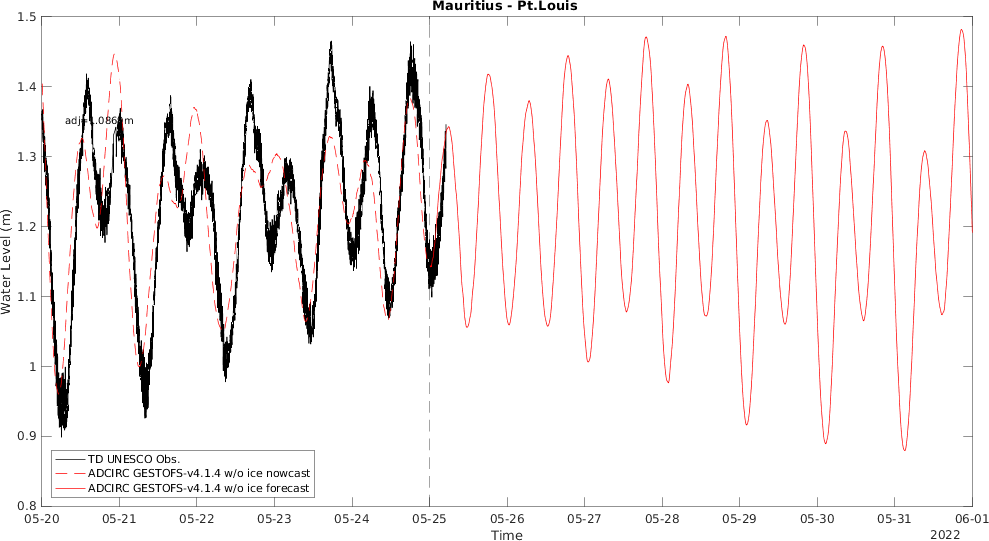 Mauritius - Pt.Louis
1.5
1.4
1.3
1.2
1.1
1
0.9
0.8
Water Level (m)
TD UNESCO Obs.
ADCIRC GESTOFS-v4.1.4 w/o ice nowcast
ADCIRC GESTOFS-v4.1.4 w/o ice forecast
05-20 05-21 05-22 05-23 05-24 05-25 05-26 05-27 05-28 05-29 05-30 05-31 06-01
Time
2022